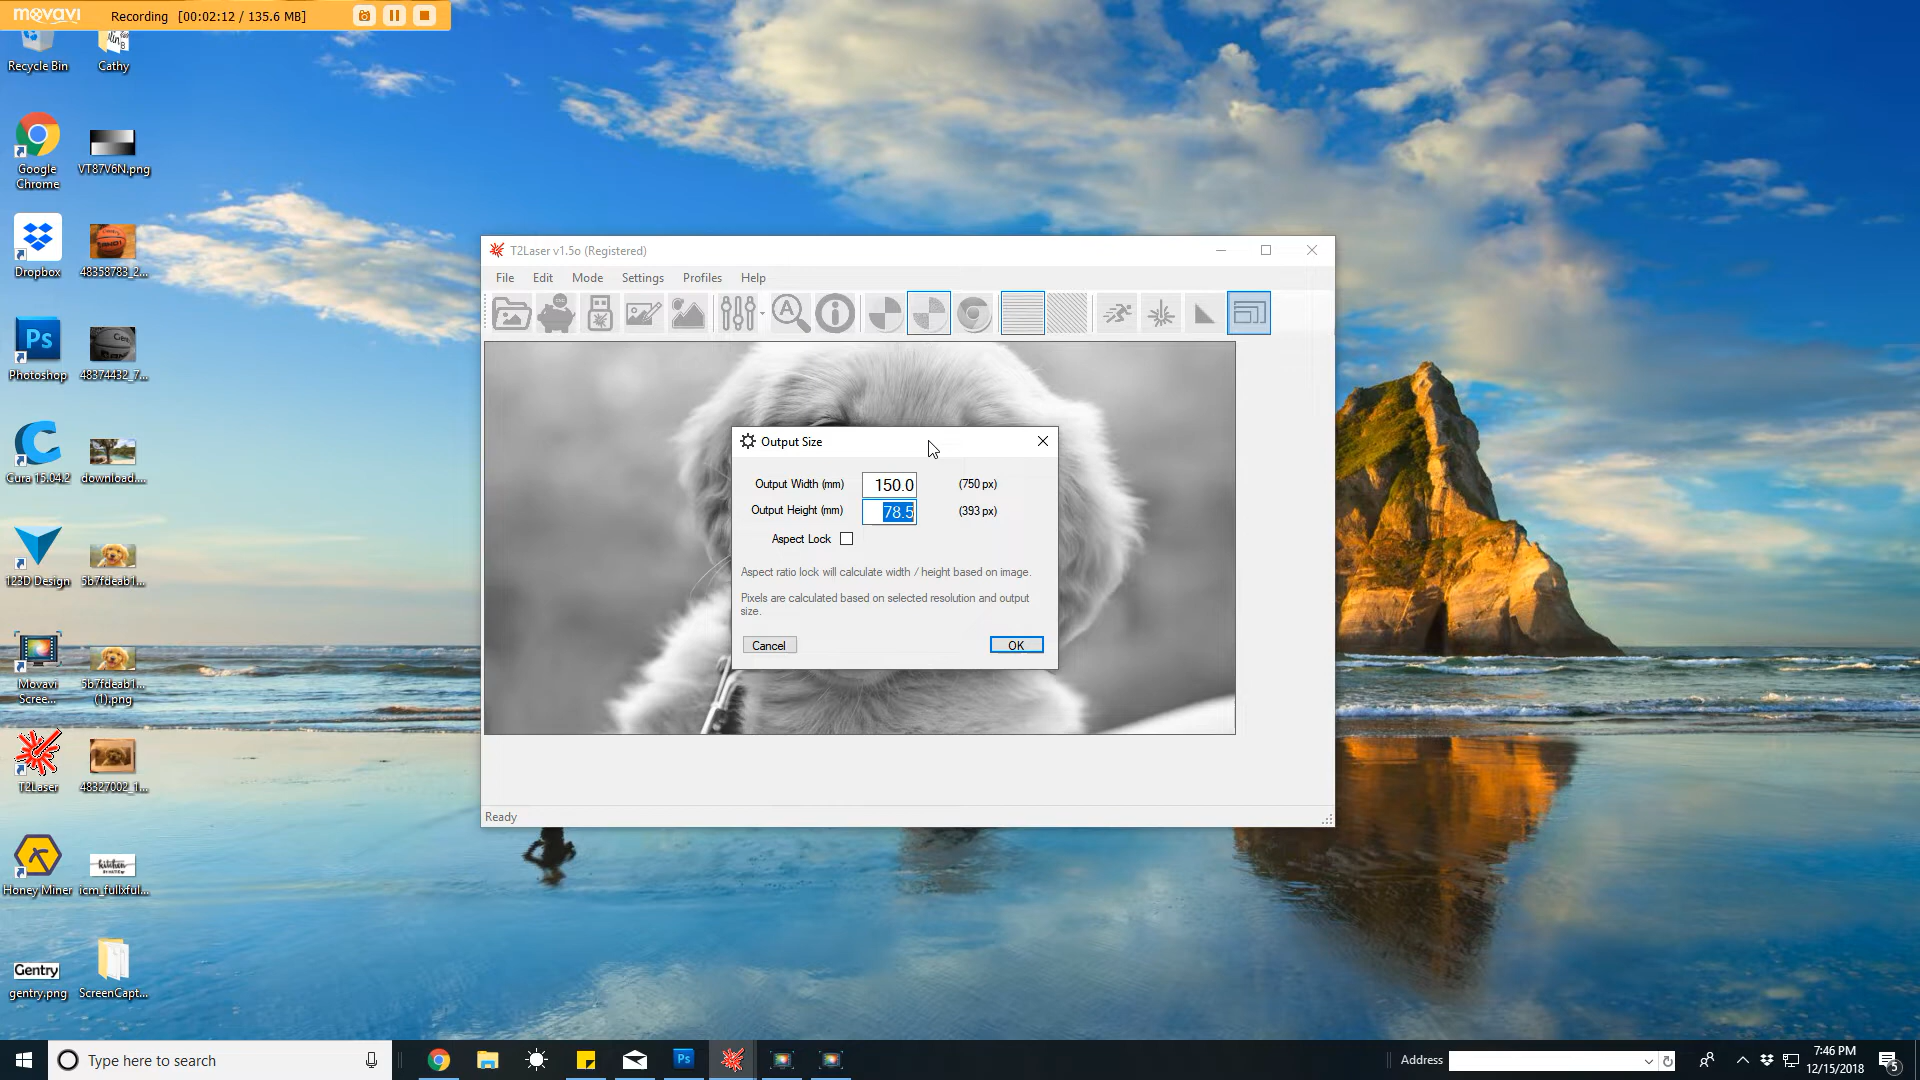 movavi Recording [00:02:12 / 135.6 MB]
Recycle Bin
Cathy
Google
Chrome
VT87V6N.png
Dropbox
48358783_2...
Ps
Photoshop
48374432_7...
Cura 15.04.2
download....
123D Design
5b7fdeab1...
Movavi
Scree...
5b7fdeab1...
(1).png
T2Laser
48327002_1...
Honey Miner
kitchen
icm_fullxful...
Gentry
gentry.png
ScreenCapt...
T2Laser v1.5o (Registered)
File Edit Mode Settings Profiles Help
Output Size
Output Width (mm) 150.0 (750 px)
Output Height (mm) 78.5 (393 px)
Aspect Lock
Aspect ratio lock will calculate width / height based on image.
Pixels are calculated based on selected resolution and output
size.
Cancel OK
Ready
Type here to search
Ps
Address
7:46 PM
12/15/2018
5